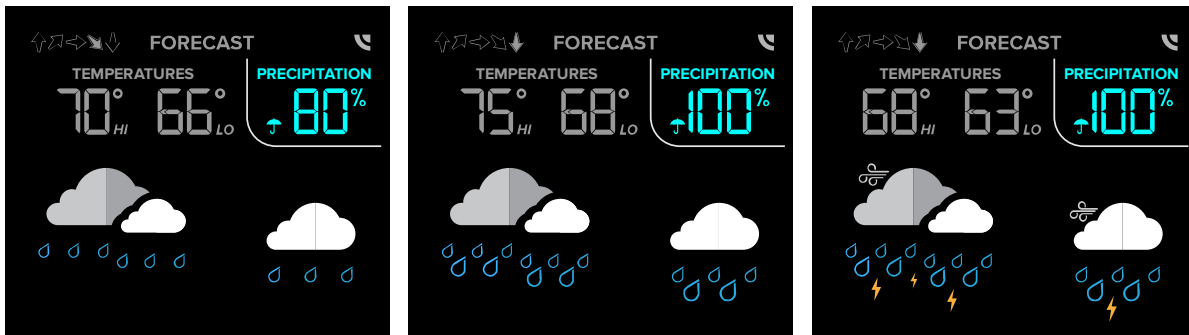 FORECAST
TEMPERATURES
PRECIPITATION
70° HI 66° LO
80%
FORECAST
TEMPERATURES
PRECIPITATION
75° HI 68° LO
100%
FORECAST
TEMPERATURES
PRECIPITATION
68° HI 63° LO
100%